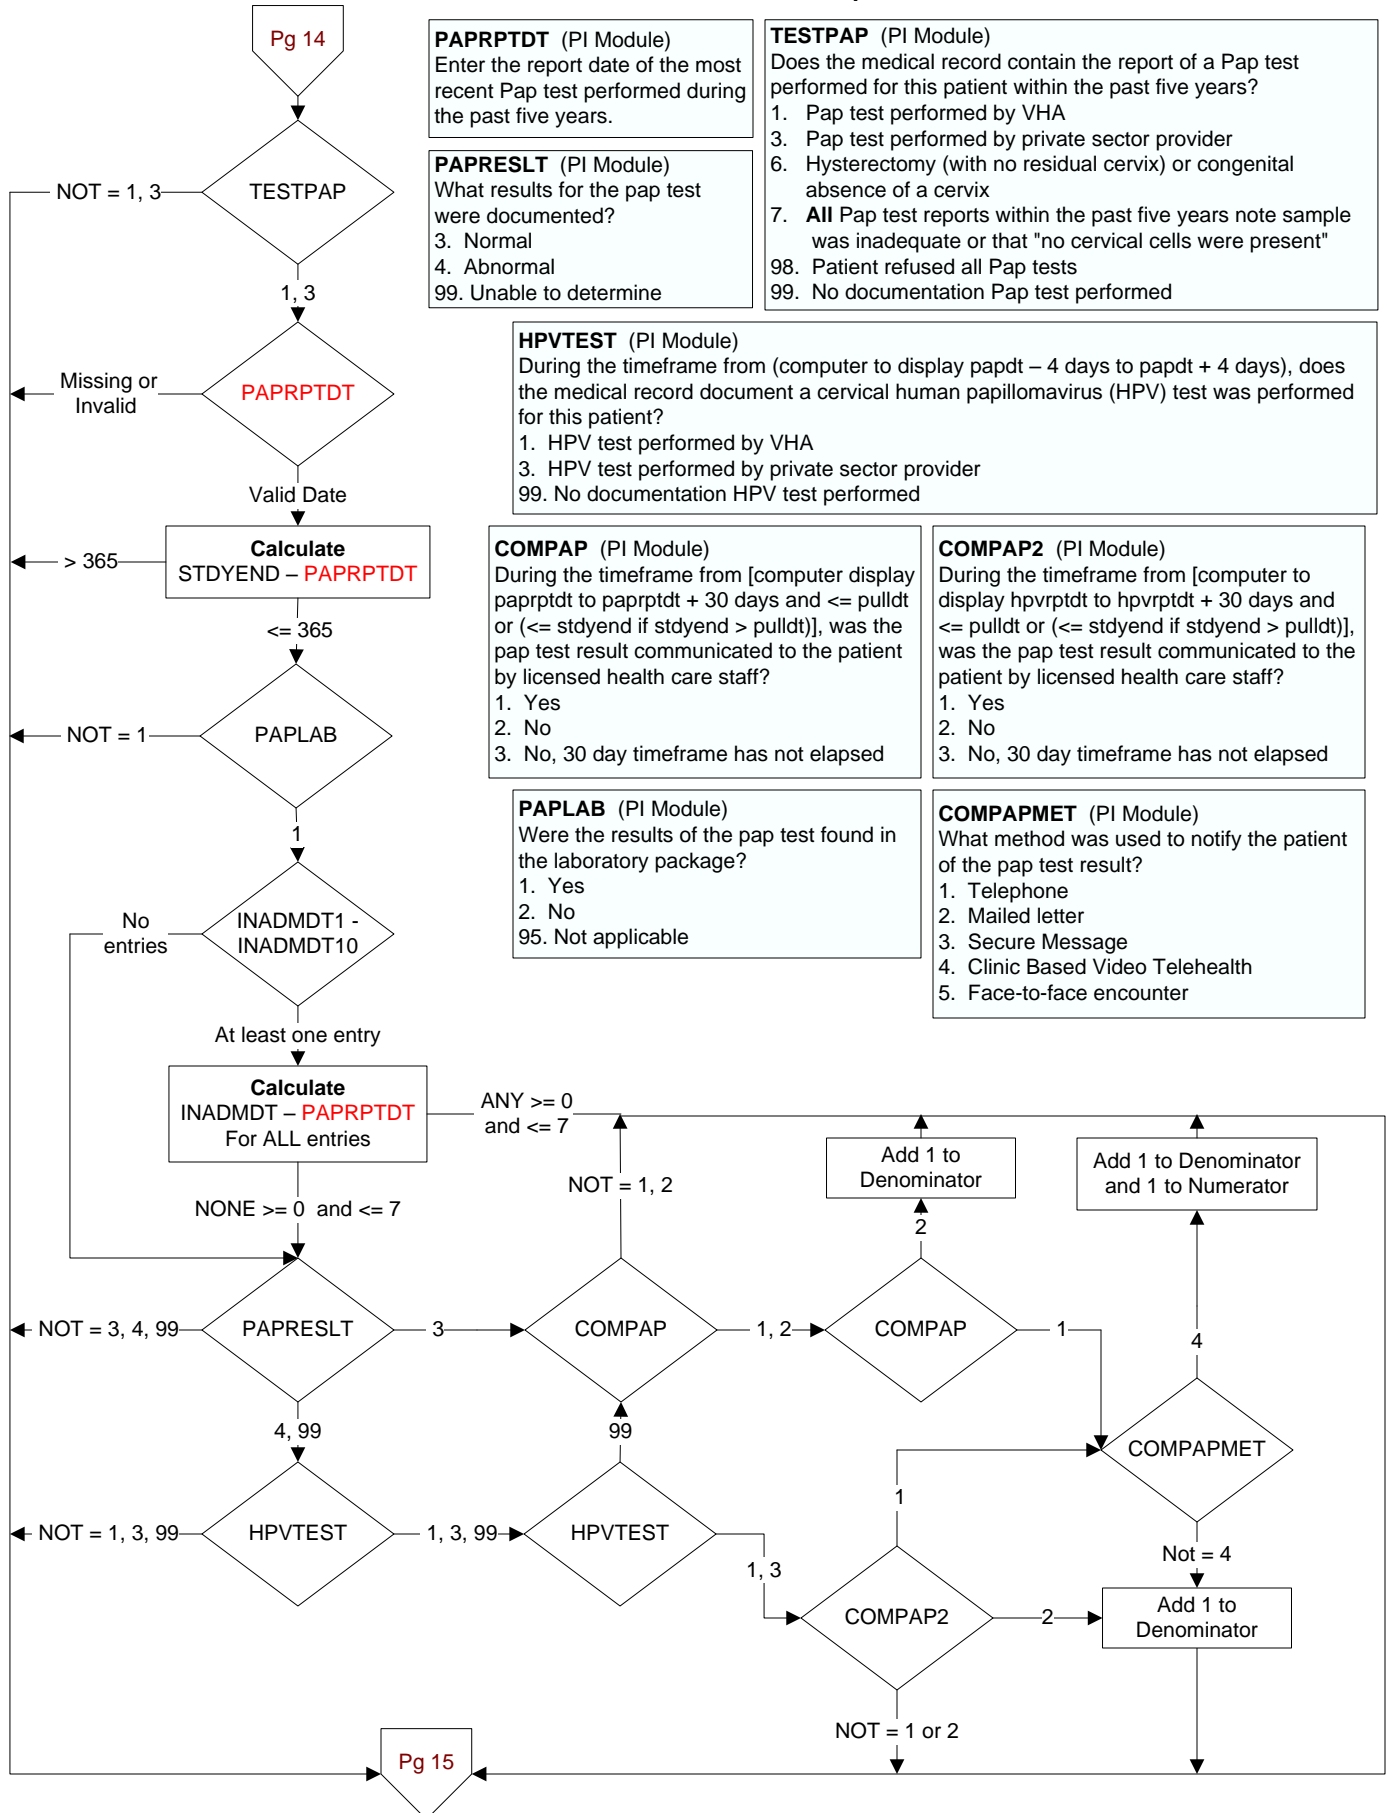 Pg 14
PAPRPTDT (PI Module)
Enter the report date of the most
recent Pap test performed during
the past five years.
TESTPAP (PI Module)
Does the medical record contain the report of a Pap test
performed for this patient within the past five years?
1. Pap test performed by VHA
3. Pap test performed by private sector provider
6. Hysterectomy (with no residual cervix) or congenital
absence of a cervix
7. All Pap test reports within the past five years note sample
was inadequate or that "no cervical cells were present"
98. Patient refused all Pap tests
99. No documentation Pap test performed
PAPRESLT (PI Module)
What results for the pap test
were documented?
3. Normal
4. Abnormal
99. Unable to determine
NOT = 1, 3
TESTPAP
1, 3
HPVTEST (PI Module)
During the timeframe from (computer to display papdt – 4 days to papdt + 4 days), does
the medical record document a cervical human papillomavirus (HPV) test was performed
for this patient?
1. HPV test performed by VHA
3. HPV test performed by private sector provider
99. No documentation HPV test performed
Missing or
Invalid
PAPRPTDT
Valid Date
Calculate
STDYEND – PAPRPTDT
> 365
<= 365
COMPAP (PI Module)
During the timeframe from [computer display
paprptdt to paprptdt + 30 days and <= pulldt
or (<= stdyend if stdyend > pulldt)], was the
pap test result communicated to the patient
by licensed health care staff?
1. Yes
2. No
3. No, 30 day timeframe has not elapsed
COMPAP2 (PI Module)
During the timeframe from [computer to
display hpvrptdt to hpvrptdt + 30 days and
<= pulldt or (<= stdyend if stdyend > pulldt)],
was the pap test result communicated to the
patient by licensed health care staff?
1. Yes
2. No
3. No, 30 day timeframe has not elapsed
NOT = 1
PAPLAB
1
PAPLAB (PI Module)
Were the results of the pap test found in
the laboratory package?
1. Yes
2. No
95. Not applicable
COMPAPMET (PI Module)
What method was used to notify the patient
of the pap test result?
1. Telephone
2. Mailed letter
3. Secure Message
4. Clinic Based Video Telehealth
5. Face-to-face encounter
No
entries
INADMDT1 -
INADMDT10
At least one entry
Calculate
INADMDT – PAPRPTDT
For ALL entries
ANY >= 0
and <= 7
NONE >= 0 and <= 7
NOT = 1, 2
Add 1 to
Denominator
Add 1 to Denominator
and 1 to Numerator
2
4
NOT = 3, 4, 99
PAPRESLT
3
COMPAP
1, 2
COMPAP
1
4, 99
99
COMPAPMET
1
NOT = 1, 3, 99
HPVTEST
1, 3, 99
HPVTEST
1, 3
Not = 4
COMPAP2
2
Add 1 to
Denominator
NOT = 1 or 2
Pg 15